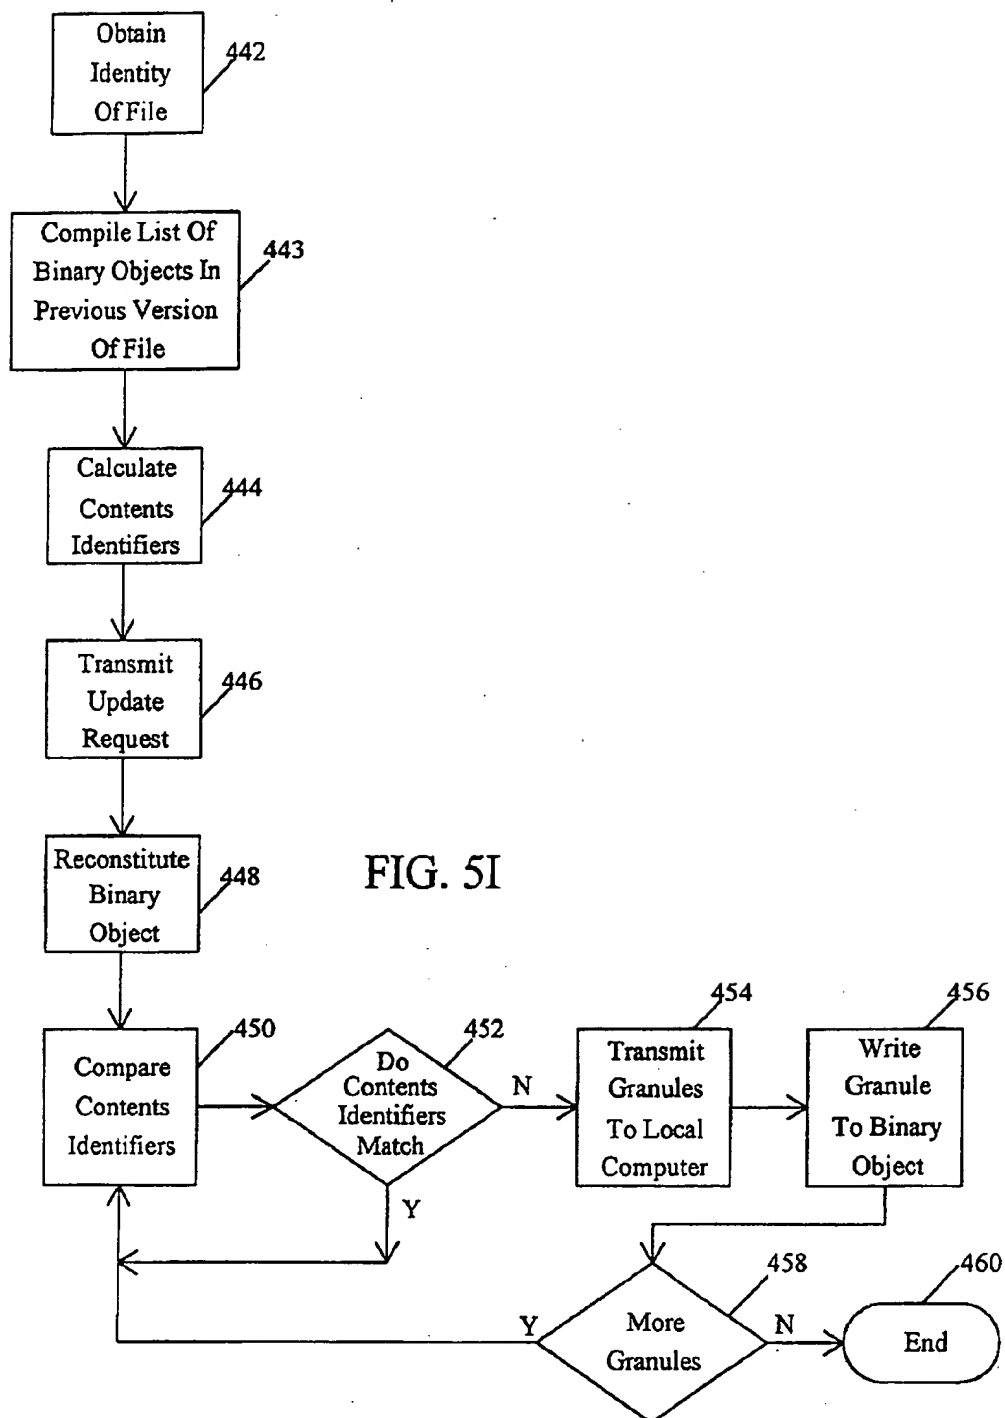 Obtain
Identity
Of File
442
Compile List Of
Binary Objects In
Previous Version
Of File
443
Calculate
Contents
Identifiers
444
Transmit
Update
Request
446
Reconstitute
Binary
Object
448
FIG. 5I
Compare
Contents
Identifiers
450
Do
Contents
Identifiers
Match
452
N
Y
Transmit
Granules
To Local
Computer
454
Write
Granule
To Binary
Object
456
More
Granules
458
Y
N
End
460